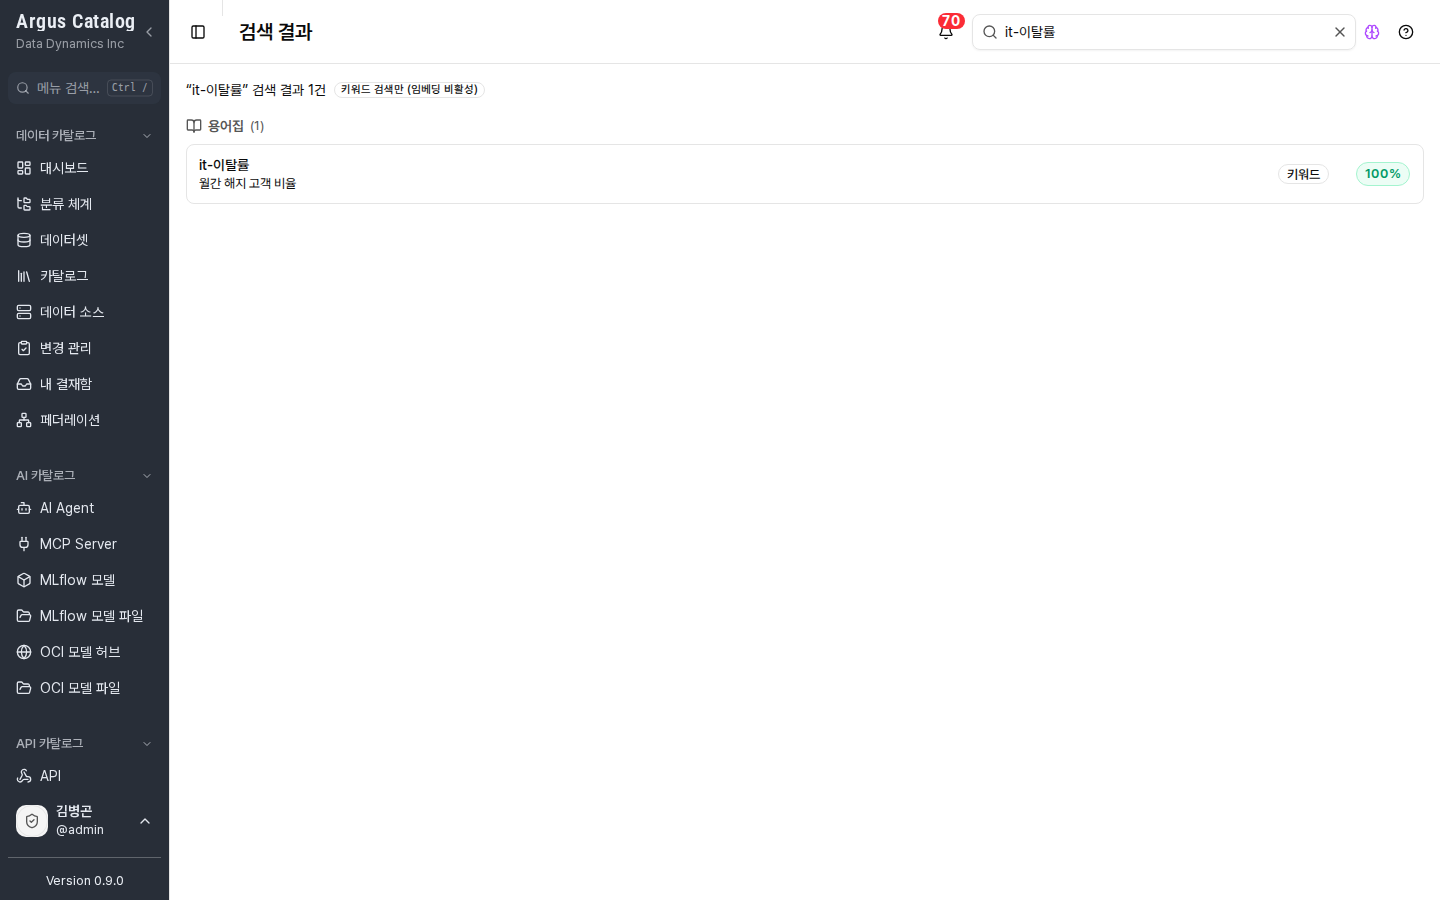 Argus Catalog
Data Dynamics Inc
메뉴 검색... Ctrl /
데이터 카탈로그
대시보드
분류 체계
데이터셋
카탈로그
데이터 소스
변경 관리
내 결재함
페더레이션
AI 카탈로그
AI Agent
MCP Server
MLflow 모델
MLflow 모델 파일
OCI 모델 허브
OCI 모델 파일
API 카탈로그
API
김병곤
@admin
Version 0.9.0
검색 결과
70
it-이탈률
“it-이탈률” 검색 결과 1건 키워드 검색만 (임베딩 비활성)
용어집 (1)
it-이탈률
월간 해지 고객 비율
키워드 100%